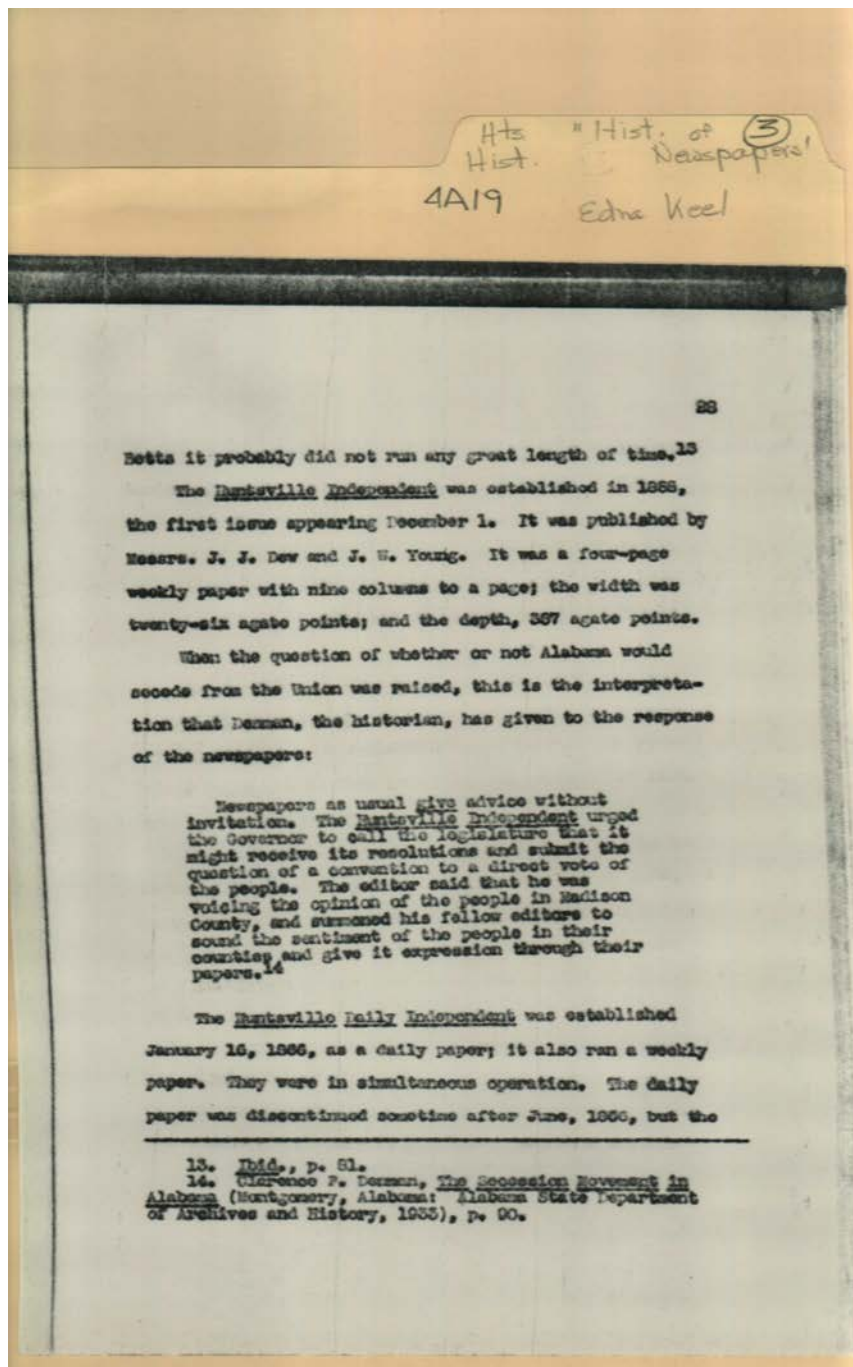 Hts "Hist. of 3
Hist. Newspapers'
4A19 Edna Keel
28
Betts it probably did not run any great length of time.13
The Huntsville Independent was established in
the first issue appearing December 1. It was published by
Messrs. J. J. Dew and J. W. Young. It was a four-page
weekly paper with nine columns to a page; the width was
twenty-six agate points; and the depth, 387 agate points.
When the question of whether or not Alabama would
secede from the Union was raised, this is the interpreta-
tion that Denman, the historian, has given to the response
of the newspapers:
Newspapers as usual give advice without
invitation. The Huntsville Independent urged
the Governor to call the legislature that it
might receive its resolutions and submit the
question of a convention to a direct vote of
the people. The editor said that he was
voicing the opinion of the people in Madison
County, and summoned his fellow editors to
sound the sentiment of the people in their
counties and give it expression through their
papers.14
The Huntsville Daily Independent was established
January 16, 1866, as a daily paper; it also ran a weekly
paper. They were in simultaneous operation. The daily
paper was discontinued sometime after June, 1866, but the
13. Ibid., p. 81.
14. Clarence P. Denman, The Secession Movement in
Alabama (Montgomery, Alabama: Alabama State Department
of Archives and History, 1933), p. 90.